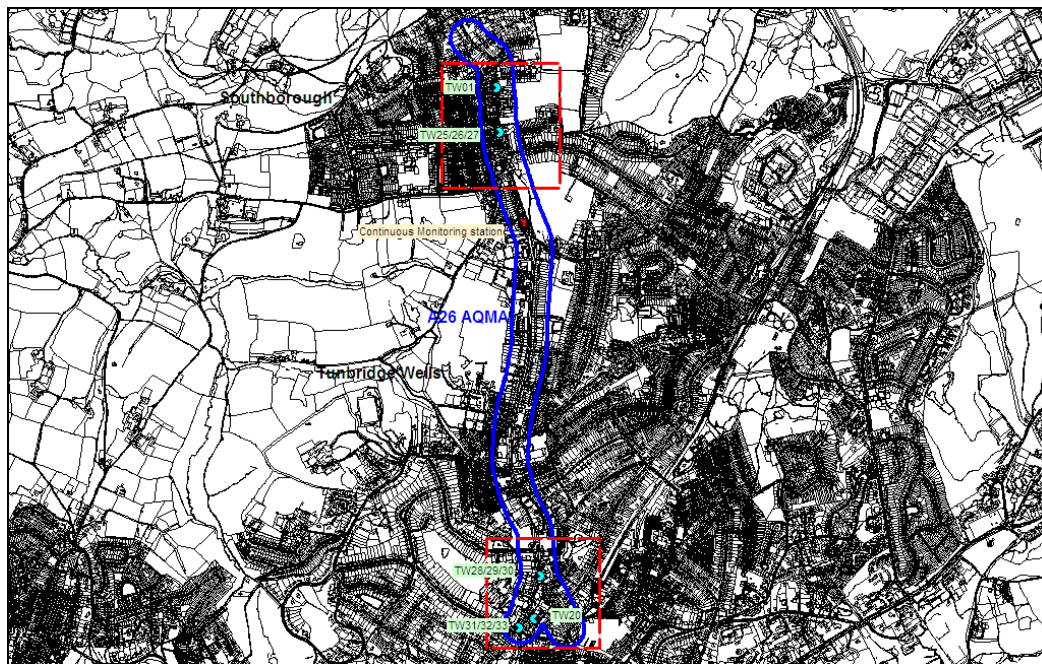 Southborough
TW01
TW25/26/27
Continuous Monitoring station
A26 AQMA
Tunbridge Wells
TW28/29/30
TW20
TW31/32/33